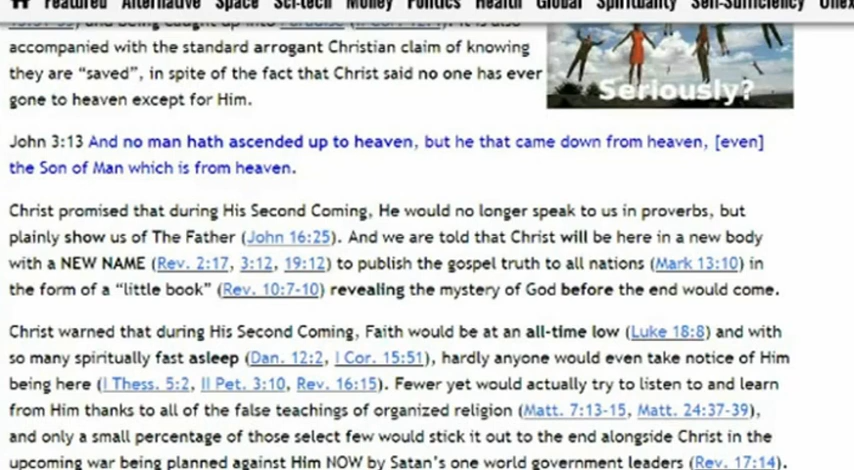 Featured Alternative Space Sci-tech Money Politics Health Global Spirituality Self-Sufficiency
and being caught up into Paradise (II Cor. 12:4). It is also
accompanied with the standard arrogant Christian claim of knowing
they are “saved”, in spite of the fact that Christ said no one has ever
gone to heaven except for Him.
Seriously?
John 3:13 And no man hath ascended up to heaven, but he that came down from heaven, [even]
the Son of Man which is from heaven.
Christ promised that during His Second Coming, He would no longer speak to us in proverbs, but
plainly show us of The Father (John 16:25). And we are told that Christ will be here in a new body
with a NEW NAME (Rev. 2:17, 3:12, 19:12) to publish the gospel truth to all nations (Mark 13:10) in
the form of a “little book” (Rev. 10:7-10) revealing the mystery of God before the end would come.
Christ warned that during His Second Coming, Faith would be at an all-time low (Luke 18:8) and with
so many spiritually fast asleep (Dan. 12:2, I Cor. 15:51), hardly anyone would even take notice of Him
being here (I Thess. 5:2, II Pet. 3:10, Rev. 16:15). Fewer yet would actually try to listen to and learn
from Him thanks to all of the false teachings of organized religion (Matt. 7:13-15, Matt. 24:37-39),
and only a small percentage of those select few would stick it out to the end alongside Christ in the
upcoming war being planned against Him NOW by Satan’s one world government leaders (Rev. 17:14).